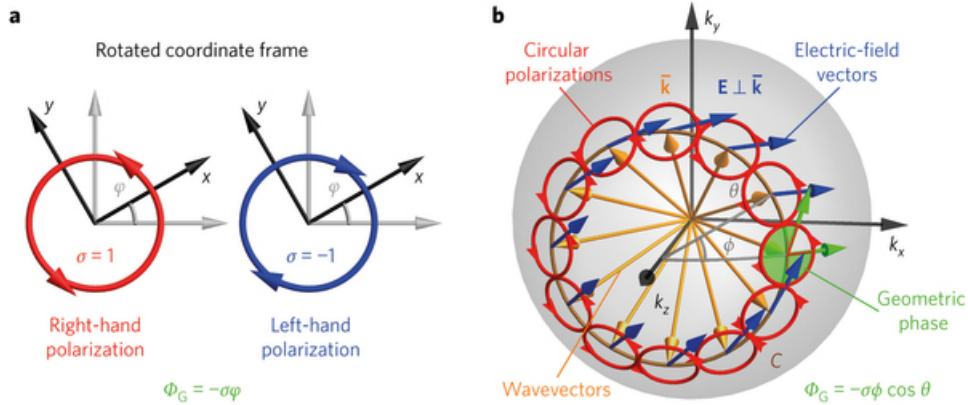 a
Rotated coordinate frame
y
φ
x
σ = 1
Right-hand
polarization
y
φ
x
σ = −1
Left-hand
polarization
Φ_G = −σφ
b
Circular
polarizations
k̄
k_y
E ⊥ k̄
Electric-field
vectors
θ
ϕ
k_x
k_z
Geometric
phase
C
Wavevectors
Φ_G = −σϕ cos θ